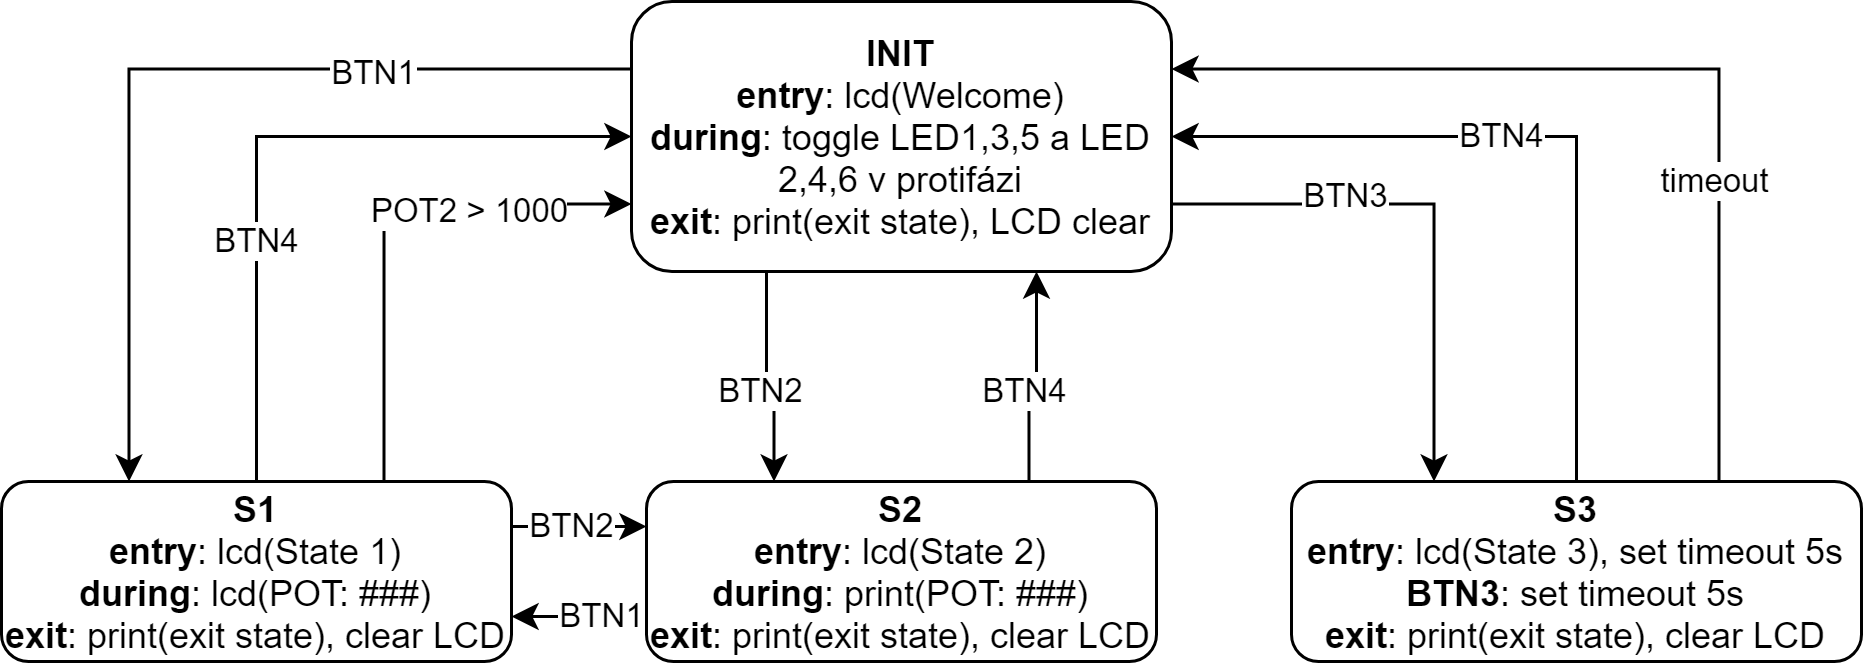 INIT
entry: lcd(Welcome)
during: toggle LED1,3,5 a LED
2,4,6 v protifázi
exit: print(exit state), LCD clear
BTN1
BTN4
POT2 > 1000
BTN4
BTN3
timeout
BTN2
BTN4
S1
entry: lcd(State 1)
during: lcd(POT: ###)
exit: print(exit state), clear LCD
BTN2
BTN1
S2
entry: lcd(State 2)
during: print(POT: ###)
exit: print(exit state), clear LCD
S3
entry: lcd(State 3), set timeout 5s
BTN3: set timeout 5s
exit: print(exit state), clear LCD